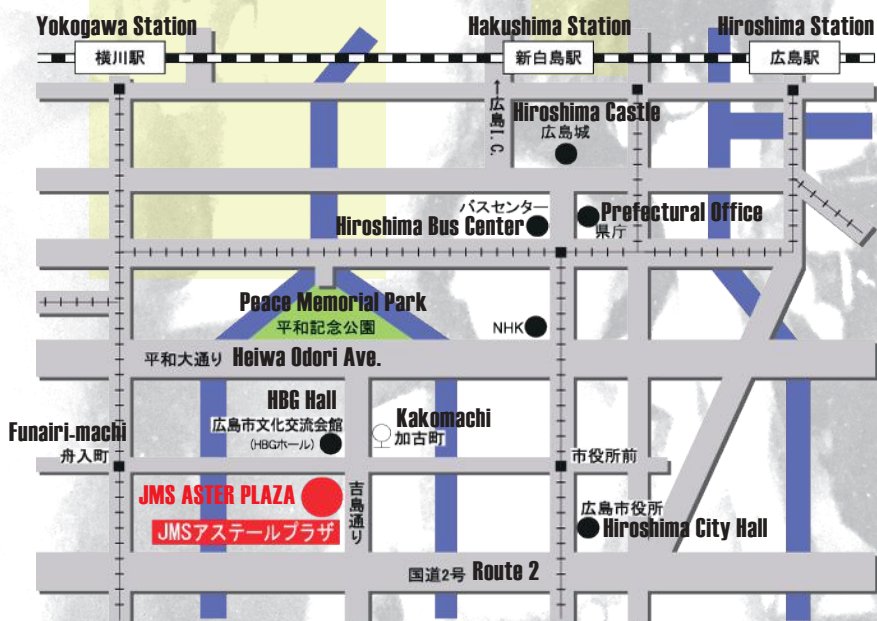 Yokogawa Station
横川駅
Hakushima Station
新白島駅
Hiroshima Station
広島駅
↑広島I.C.
Hiroshima Castle
広島城
バスセンター
Hiroshima Bus Center
Prefectural Office
県庁
Peace Memorial Park
平和記念公園
NHK
平和大通り Heiwa Odori Ave.
HBG Hall
広島市文化交流会館
(HBGホール)
Kakomachi
加古町
Funairi-machi
舟入町
市役所前
JMS ASTER PLAZA
JMSアステールプラザ
吉島通り
広島市役所
Hiroshima City Hall
国道2号 Route 2